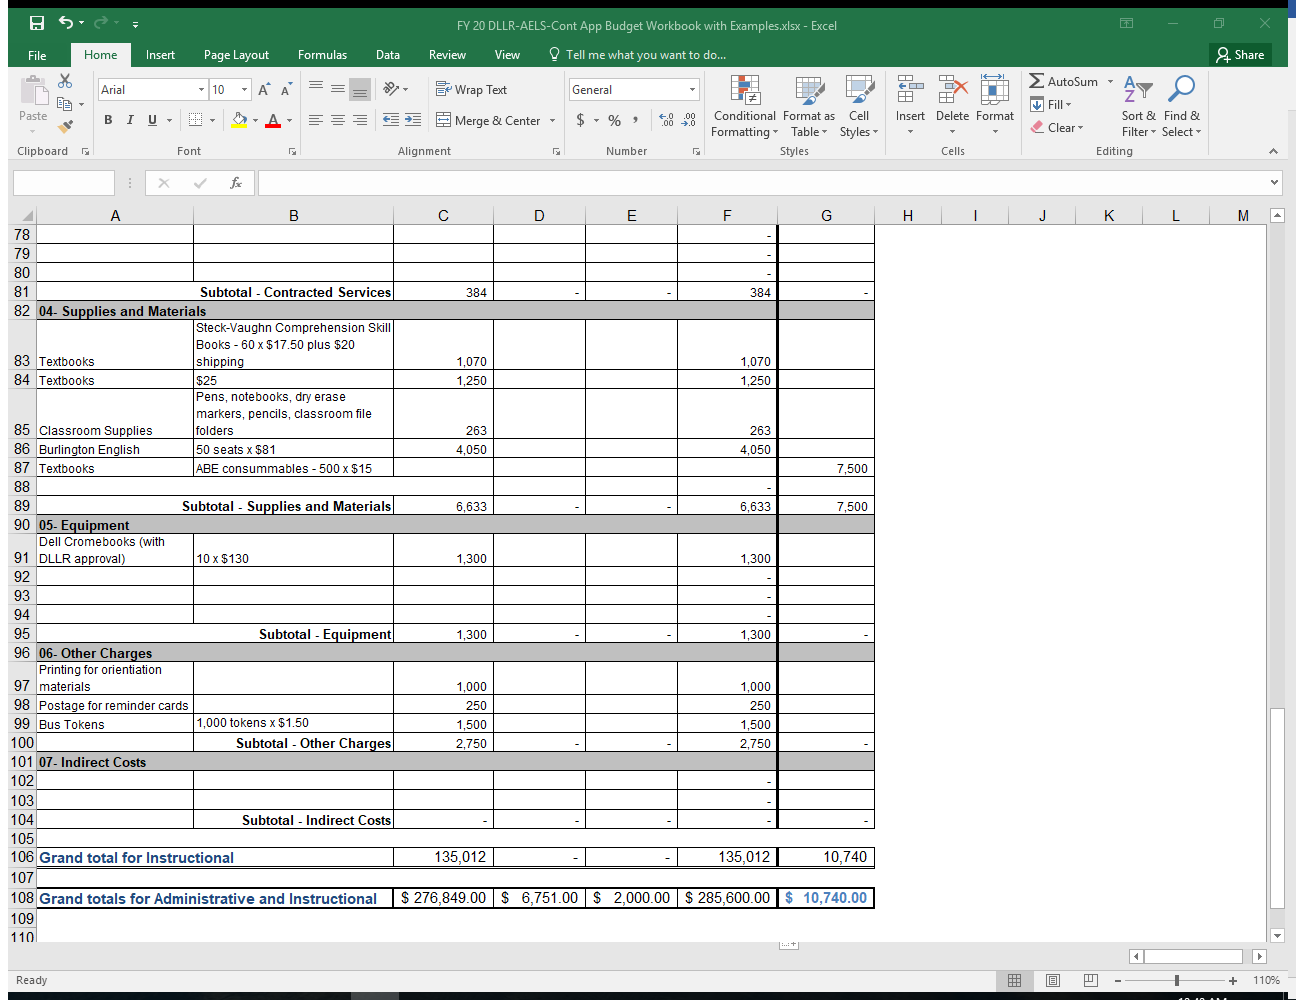 FY 20 DLLR-AELS-Cont App Budget Workbook with Examples.xlsx - Excel
File Home Insert Page Layout Formulas Data Review View Tell me what you want to do... Share
Arial 10 A A Wrap Text General AutoSum
Paste B I U A Merge & Center $ % , Conditional Formatting Format as Table Cell Styles Insert Delete Format Fill Clear Sort & Filter Find & Select
Clipboard Font Alignment Number Styles Cells Editing
fx
A B C D E F G H I J K L M
78 -
79 -
80 -
81 Subtotal - Contracted Services 384 - - 384 -
82 04- Supplies and Materials
Steck-Vaughn Comprehension Skill
Books - 60 x $17.50 plus $20
83 Textbooks shipping 1,070 1,070
84 Textbooks $25 1,250 1,250
Pens, notebooks, dry erase
markers, pencils, classroom file
85 Classroom Supplies folders 263 263
86 Burlington English 50 seats x $81 4,050 4,050
87 Textbooks ABE consummables - 500 x $15 7,500
88 -
89 Subtotal - Supplies and Materials 6,633 - - 6,633 7,500
90 05- Equipment
Dell Cromebooks (with
91 DLLR approval) 10 x $130 1,300 1,300
92 -
93 -
94 -
95 Subtotal - Equipment 1,300 - - 1,300 -
96 06- Other Charges
Printing for orientiation
97 materials 1,000 1,000
98 Postage for reminder cards 250 250
99 Bus Tokens 1,000 tokens x $1.50 1,500 1,500
100 Subtotal - Other Charges 2,750 - - 2,750 -
101 07- Indirect Costs
102 -
103 -
104 Subtotal - Indirect Costs - - - - -
105
106 Grand total for Instructional 135,012 - - 135,012 10,740
107
108 Grand totals for Administrative and Instructional $ 276,849.00 $ 6,751.00 $ 2,000.00 $ 285,600.00 $ 10,740.00
109
110
Ready 110%